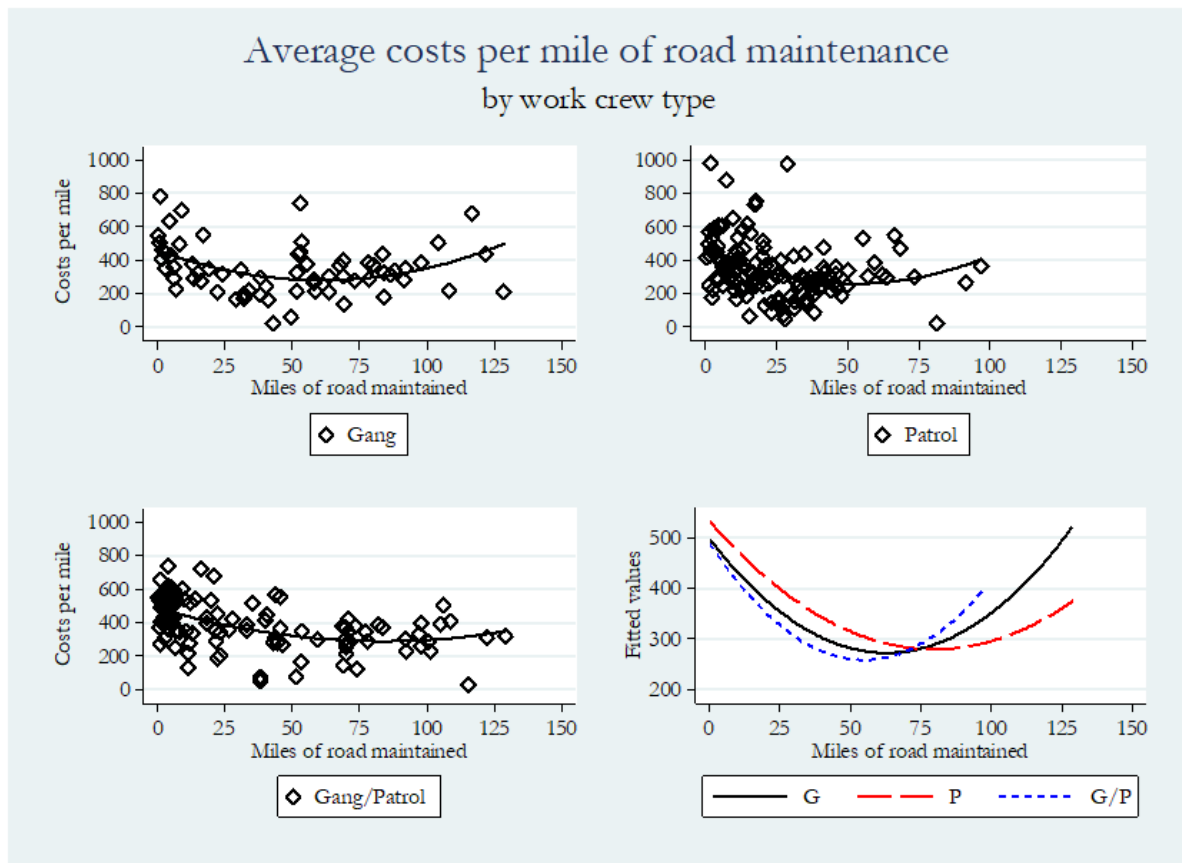 Average costs per mile of road maintenance
by work crew type
Costs per mile
1000
800
600
400
200
0
0 25 50 75 100 125 150
Miles of road maintained
Gang
1000
800
600
400
200
0
0 25 50 75 100 125 150
Miles of road maintained
Patrol
Costs per mile
1000
800
600
400
200
0
0 25 50 75 100 125 150
Miles of road maintained
Gang/Patrol
Fitted values
500
400
300
200
0 25 50 75 100 125 150
Miles of road maintained
G P G/P